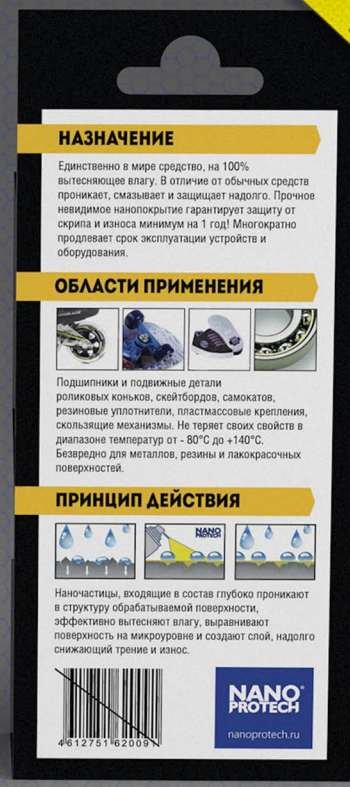 НАЗНАЧЕНИЕ
Единственно в мире средство, на 100%
вытесняющее влагу. В отличие от обычных средств
проникает, смазывает и защищает надолго. Прочное
невидимое нанопокрытие гарантирует защиту от
скрипа и износа минимум на 1 год! Многократно
продлевает срок эксплуатации устройств и
оборудования.
ОБЛАСТИ ПРИМЕНЕНИЯ
Подшипники и подвижные детали
роликовых коньков, скейтбордов, самокатов,
резиновые уплотнители, пластмассовые крепления,
скользящие механизмы. Не теряет своих свойств в
диапазоне температур от - 80°C до +140°C.
Безвредно для металлов, резины и лакокрасочных
поверхностей.
ПРИНЦИП ДЕЙСТВИЯ
NANO
PROTECH
Наночастицы, входящие в состав глубоко проникают
в структуру обрабатываемой поверхности,
эффективно вытесняют влагу, выравнивают
поверхность на микроуровне и создают слой, надолго
снижающий трение и износ.
4 612751 620091
NANO®
PROTECH
nanoprotech.ru